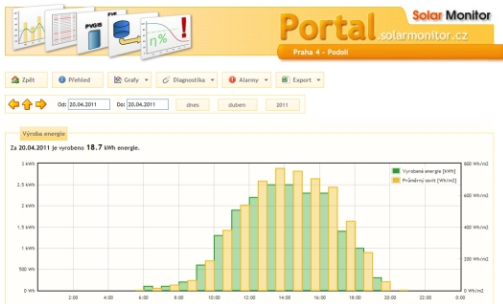 PVGIS
η%
Solar Monitor
Portal.solarmonitor.cz
Praha 4 - Podolí
Zpět
Přehled
Grafy
Diagnostika
Alarmy
Export
Od: 20.04.2011 Do: 20.04.2011 dnes duben 2011
Výroba energie
Za 20.04.2011 je vyrobeno 18.7 kWh energie.
3 kWh
2.5 kWh
2 kWh
1.5 kWh
1 kWh
500 Wh
0 Wh
800 Wh/m2
600 Wh/m2
400 Wh/m2
200 Wh/m2
0 Wh/m2
Vyrobená energie [kWh]
Průměrný osvit [Wh/m2]
2:00 4:00 6:00 8:00 10:00 12:00 14:00 16:00 18:00 20:00 22:00 0:00